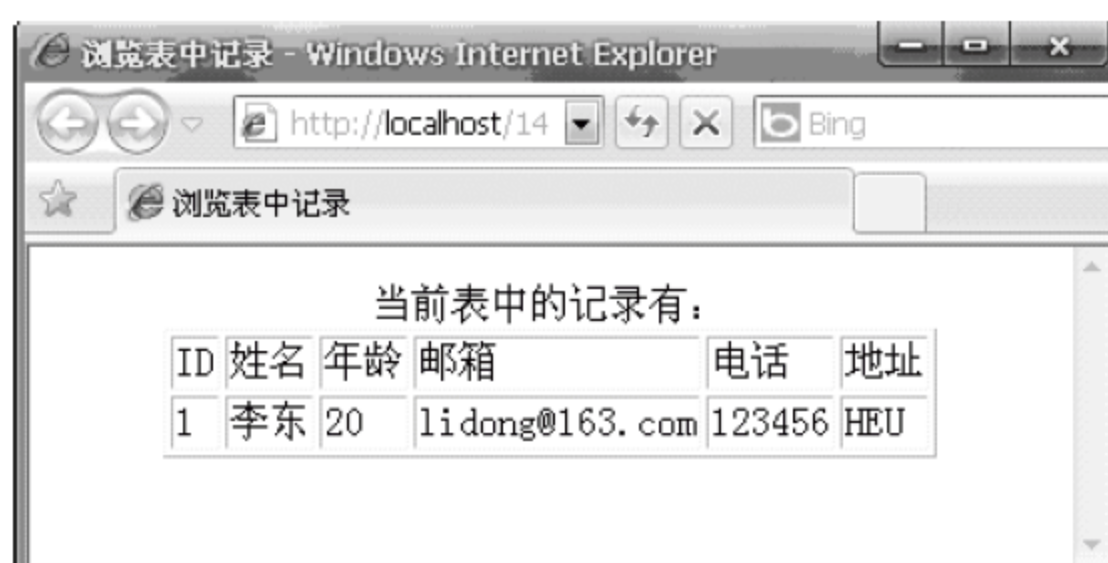 浏览表中记录 - Windows Internet Explorer
http://localhost/14 Bing
浏览表中记录
当前表中的记录有：
ID 姓名 年龄 邮箱 电话 地址
1 李东 20 lidong@163.com 123456 HEU